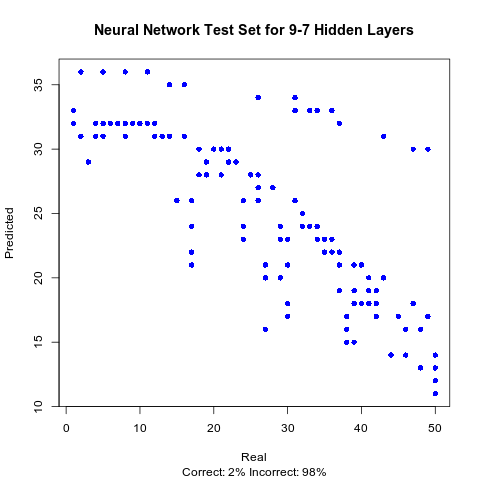 Neural Network Test Set for 9-7 Hidden Layers
35
30
25
20
15
10
Predicted
0 10 20 30 40 50
Real
Correct: 2% Incorrect: 98%